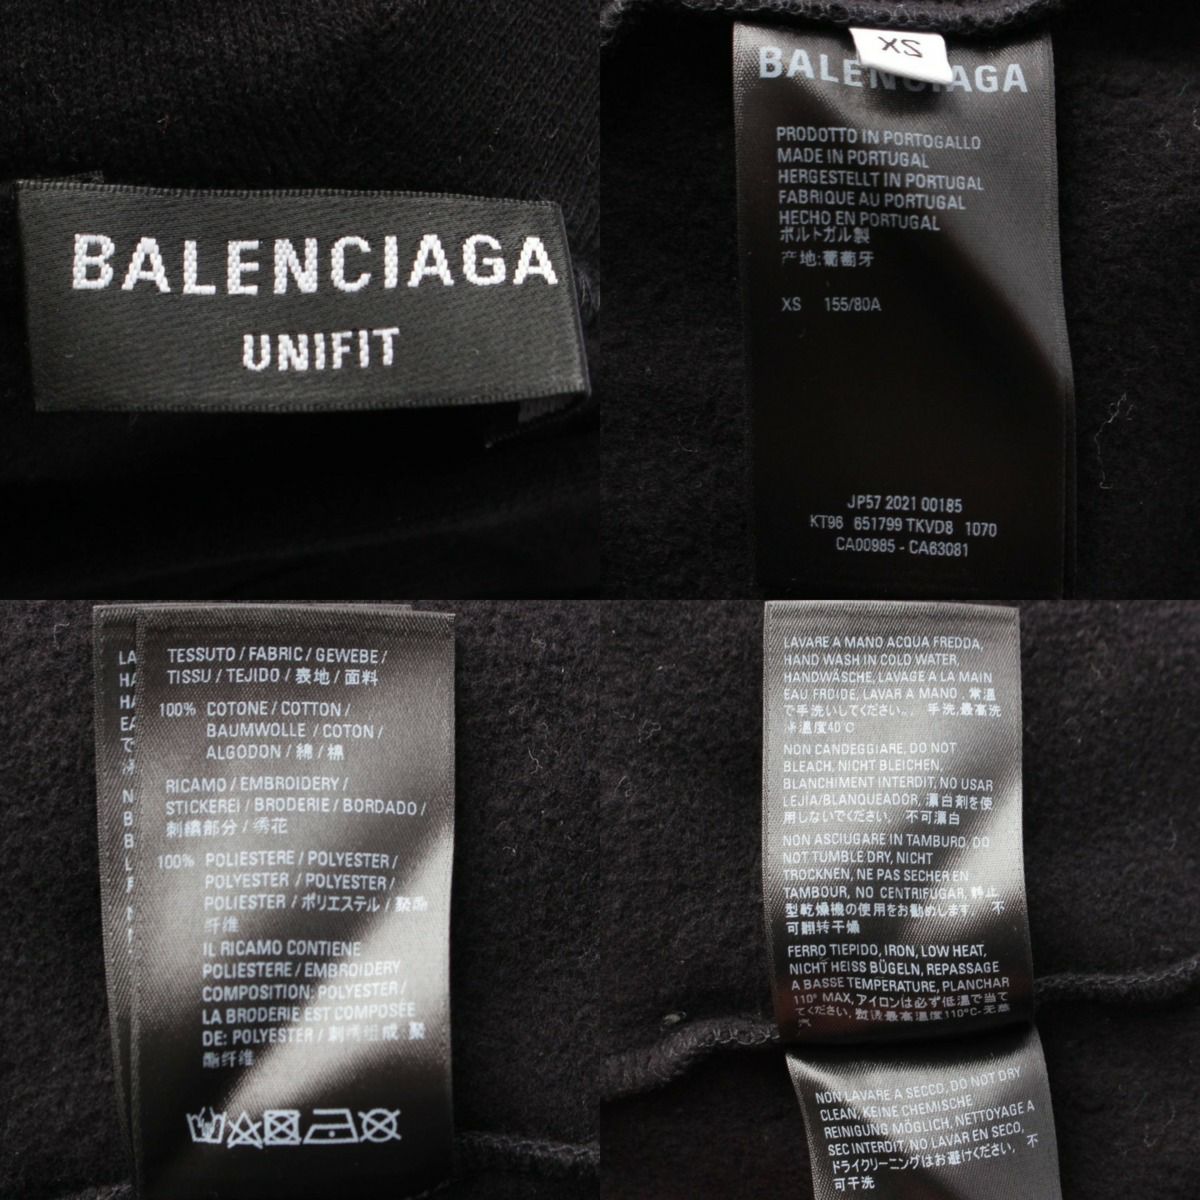 BALENCIAGA
UNIFIT
XS
BALENCIAGA
PRODOTTO IN PORTOGALLO
MADE IN PORTUGAL
HERGESTELLT IN PORTUGAL
FABRIQUE AU PORTUGAL
HECHO EN PORTUGAL
ポルトガル製
产地:葡萄牙
XS 155/80A
JP57 2021 00185
KT96 651799 TKVD8 1070
CA00985 - CA63081
TESSUTO / FABRIC / GEWEBE /
TISSU / TEJIDO / 表地 / 面料
100% COTONE / COTTON /
BAUMWOLLE / COTON /
ALGODON / 綿 / 棉
RICAMO / EMBROIDERY /
STICKEREI / BRODERIE / BORDADO /
刺繍部分 / 绣花
100% POLIESTERE / POLYESTER /
POLYESTER / POLYESTER /
POLIESTER / ポリエステル / 聚酯
纤维
IL RICAMO CONTIENE
POLIESTERE / EMBROIDERY
COMPOSITION: POLYESTER /
LA BRODERIE EST COMPOSÉE
DE: POLYESTER / 刺绣组成: 聚
酯纤维
LAVARE A MANO ACQUA FREDDA,
HAND WASH IN COLD WATER,
HANDWÄSCHE, LAVAGE A LA MAIN
EAU FROIDE, LAVAR A MANO , 常温
で手洗いしてください。, 手洗,最高洗
涤温度40°C
NON CANDEGGIARE, DO NOT
BLEACH, NICHT BLEICHEN,
BLANCHIMENT INTERDIT, NO USAR
LEJÍA/BLANQUEADOR, 漂白剤を使
用しないでください, 不可漂白
NON ASCIUGARE IN TAMBURO, DO
NOT TUMBLE DRY, NICHT
TROCKNEN, NE PAS SECHER EN
TAMBOUR, NO CENTRIFUGAR, 静止
型乾燥機の使用をお勧めします, 不
可翻转干燥
FERRO TIEPIDO, IRON, LOW HEAT,
NICHT HEISS BÜGELN, REPASSAGE
A BASSE TEMPERATURE, PLANCHAR
110° MAX, アイロンは必ず低温で当て
てください, 熨烫最高温度110°C-无蒸
汽
NON LAVARE A SECCO, DO NOT DRY
CLEAN, KEINE CHEMISCHE
REINIGUNG MÖGLICH, NETTOYAGE A
SEC INTERDIT, NO LAVAR EN SECO,
ドライクリーニングはお避けください, 不
可干洗